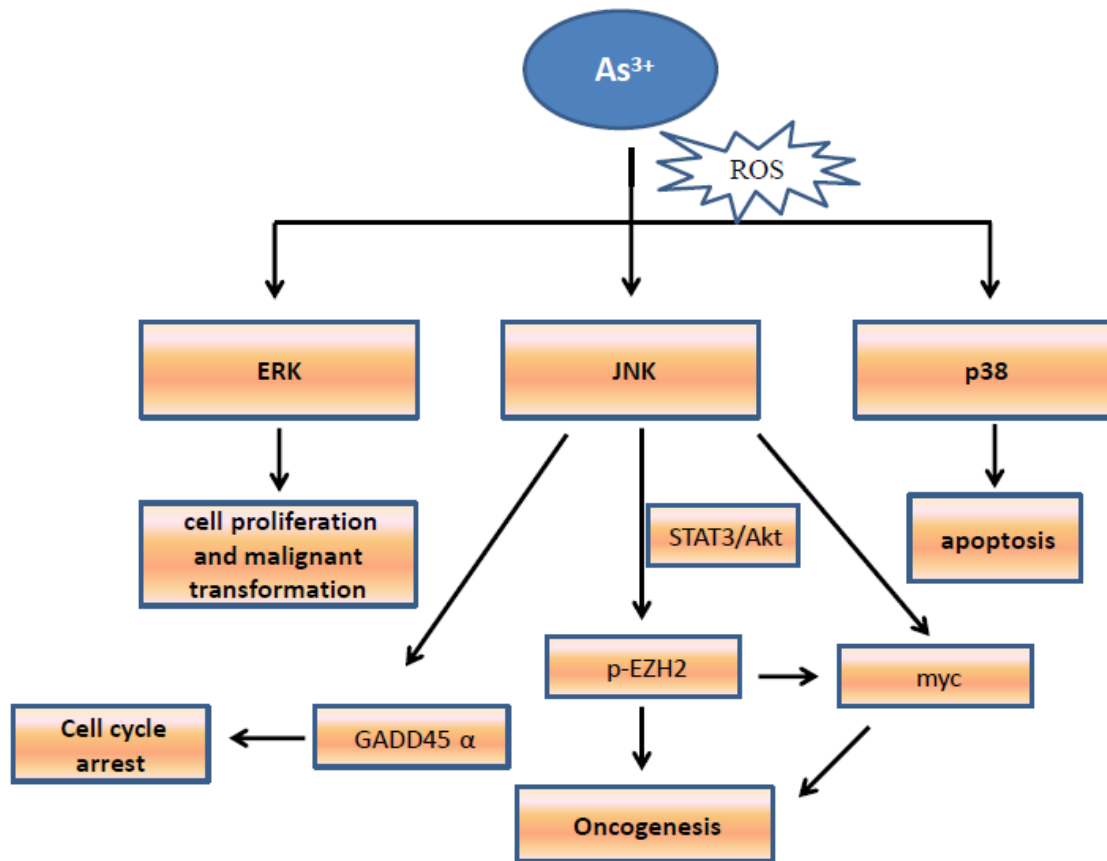 As³⁺
ROS
ERK
JNK
p38
cell proliferation
and malignant
transformation
STAT3/Akt
apoptosis
p-EZH2
myc
Cell cycle
arrest
GADD45 α
Oncogenesis